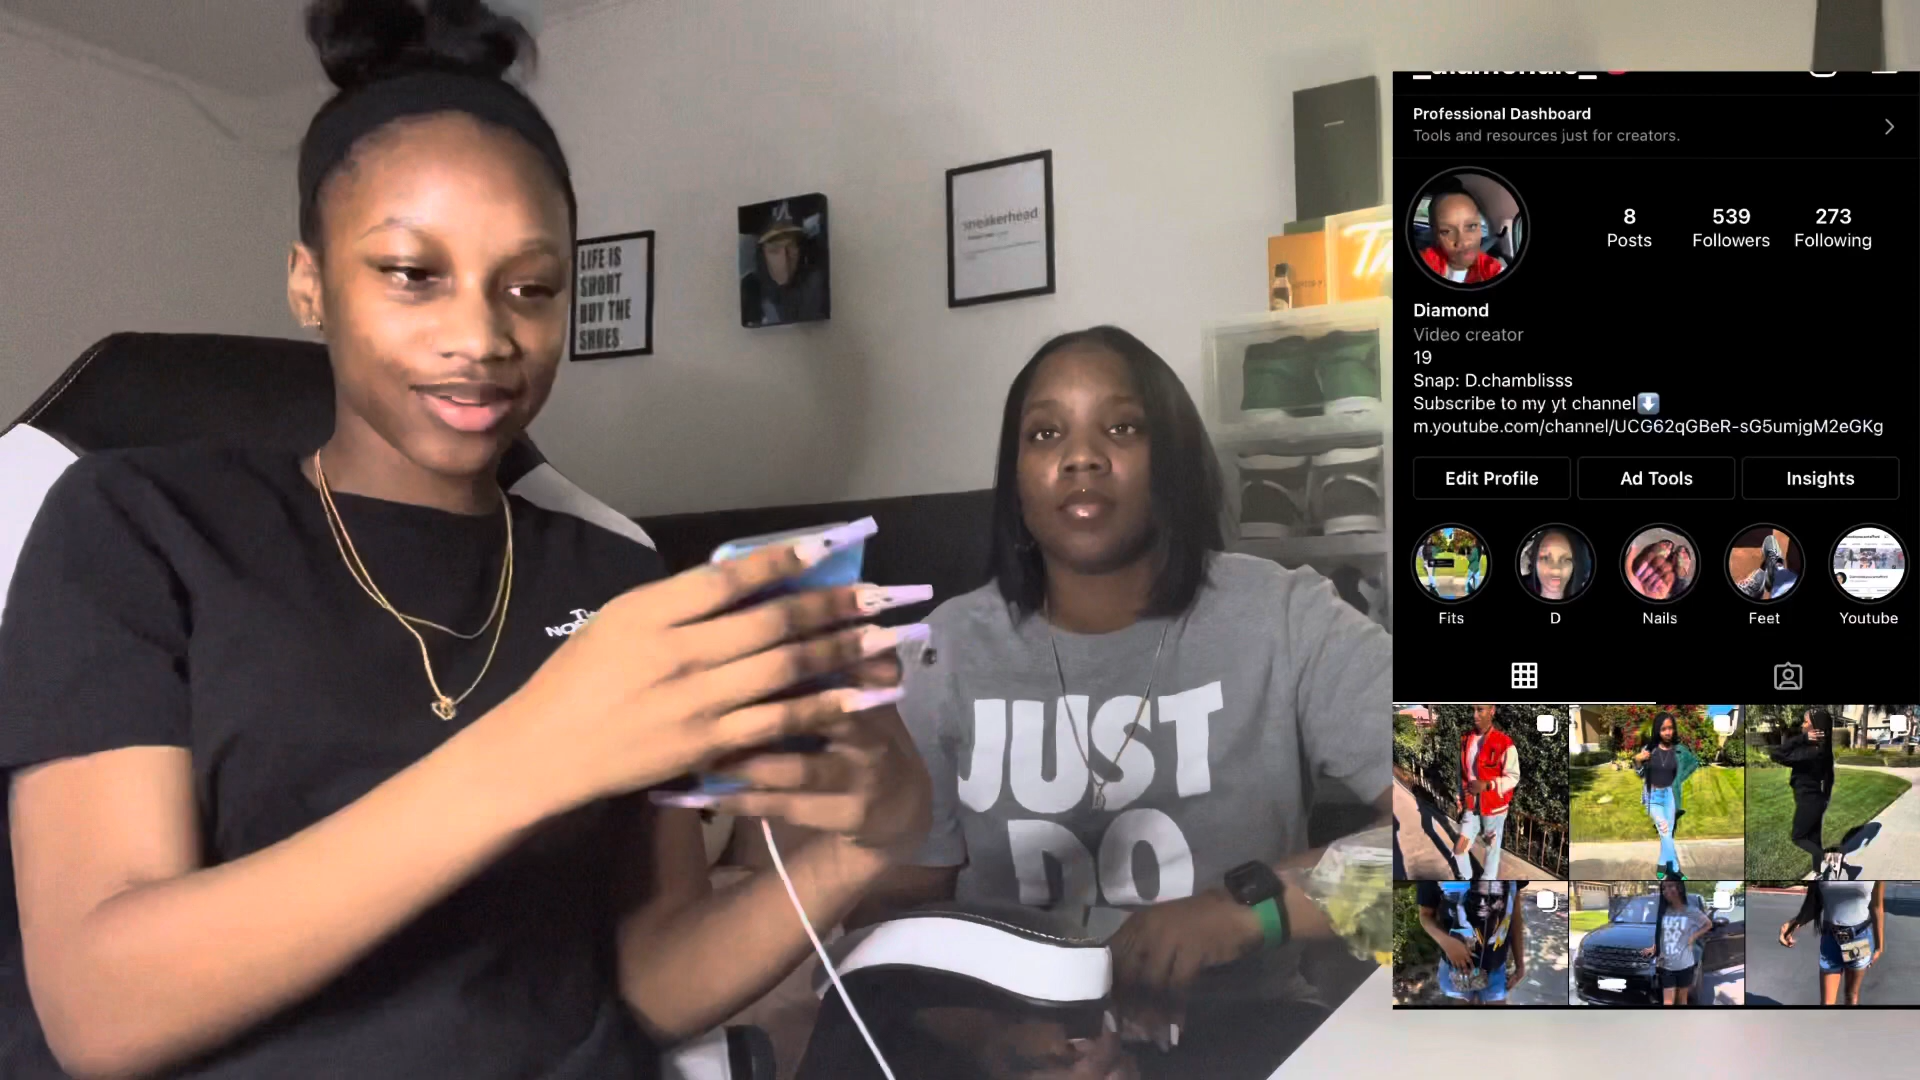 LIFE IS
SHORT
BUY THE
SHOES
sneakerhead
JUST
DO
Professional Dashboard
Tools and resources just for creators.
8
Posts
539
Followers
273
Following
Diamond
Video creator
19
Snap: D.chamblisss
Subscribe to my yt channel⬇️
m.youtube.com/channel/UCG62qGBeR-sG5umjgM2eGKg
Edit Profile
Ad Tools
Insights
Fits
D
Nails
Feet
Youtube
JUST
DO